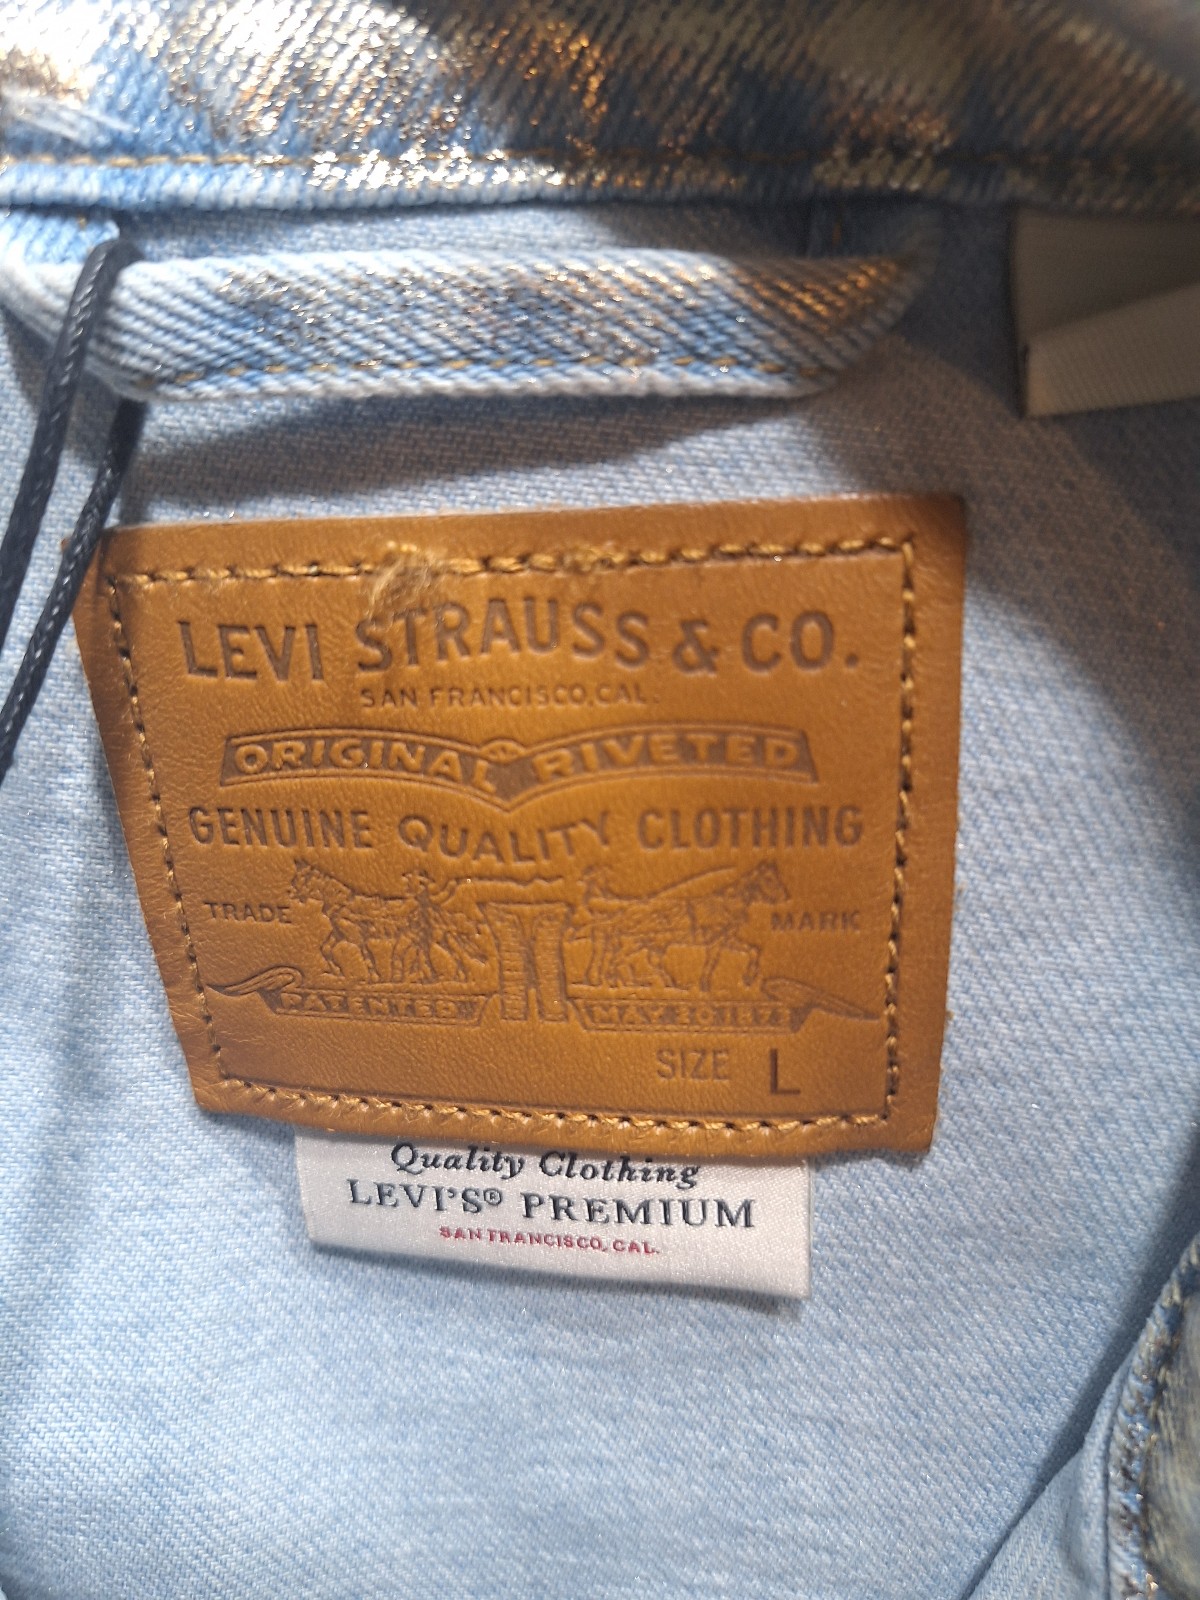 LEVI STRAUSS & CO.
SAN FRANCISCO, CAL.
ORIGINAL RIVETED
GENUINE QUALITY CLOTHING
TRADE MARK
PATENTED MAY 20 1873
SIZE L
Quality Clothing
LEVI'S® PREMIUM
SAN FRANCISCO, CAL.